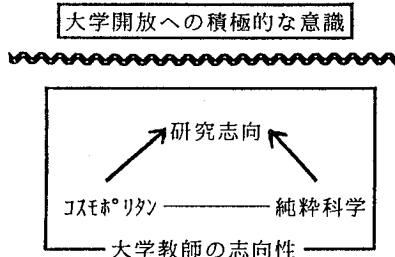 大学開放への積極的な意識
研究志向
コスモポリタン 純粋科学
大学教師の志向性